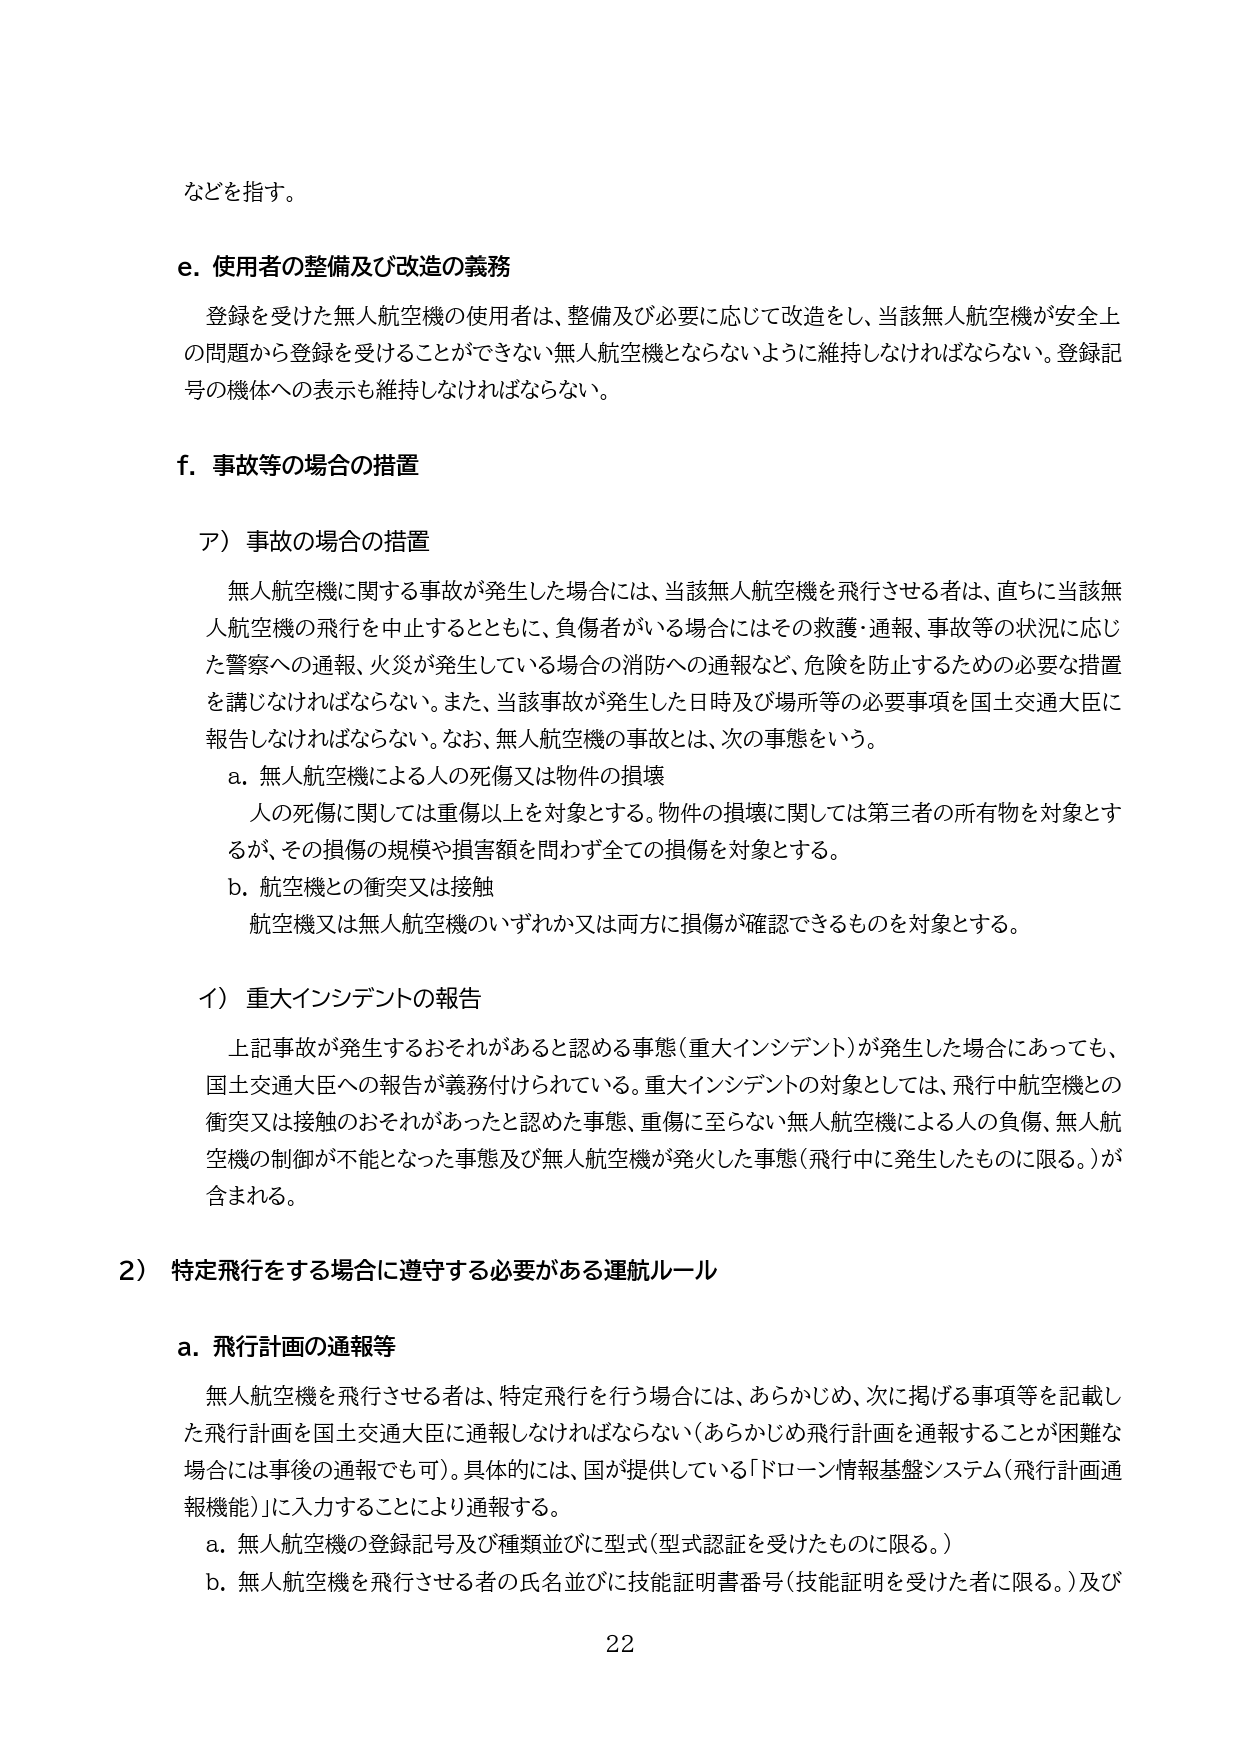 などを指す。
e. 使用者の整備及び改造の義務
登録を受けた無人航空機の使用者は、整備及び必要に応じて改造をし、当該無人航空機が安全上
の問題から登録を受けることができない無人航空機とならないように維持しなければならない。登録記
号の機体への表示も維持しなければならない。
f. 事故等の場合の措置
ア） 事故の場合の措置
無人航空機に関する事故が発生した場合には、当該無人航空機を飛行させる者は、直ちに当該無
人航空機の飛行を中止するとともに、負傷者がいる場合にはその救護・通報、事故等の状況に応じ
た警察への通報、火災が発生している場合の消防への通報など、危険を防止するための必要な措置
を講じなければならない。また、当該事故が発生した日時及び場所等の必要事項を国土交通大臣に
報告しなければならない。なお、無人航空機の事故とは、次の事態をいう。
a. 無人航空機による人の死傷又は物件の損壊
人の死傷に関しては重傷以上を対象とする。物件の損壊に関しては第三者の所有物を対象とす
るが、その損傷の規模や損害額を問わず全ての損傷を対象とする。
b. 航空機との衝突又は接触
航空機又は無人航空機のいずれか又は両方に損傷が確認できるものを対象とする。
イ） 重大インシデントの報告
上記事故が発生するおそれがあると認める事態（重大インシデント）が発生した場合にあっても、
国土交通大臣への報告が義務付けられている。重大インシデントの対象としては、飛行中航空機との
衝突又は接触のおそれがあったと認めた事態、重傷に至らない無人航空機による人の負傷、無人航
空機の制御が不能となった事態及び無人航空機が発火した事態（飛行中に発生したものに限る。）が
含まれる。
2） 特定飛行をする場合に遵守する必要がある運航ルール
a. 飛行計画の通報等
無人航空機を飛行させる者は、特定飛行を行う場合には、あらかじめ、次に掲げる事項等を記載し
た飛行計画を国土交通大臣に通報しなければならない（あらかじめ飛行計画を通報することが困難な
場合には事後の通報でも可）。具体的には、国が提供している「ドローン情報基盤システム（飛行計画通
報機能）」に入力することにより通報する。
a. 無人航空機の登録記号及び種類並びに型式（型式認証を受けたものに限る。）
b. 無人航空機を飛行させる者の氏名並びに技能証明書番号（技能証明を受けた者に限る。）及び
22